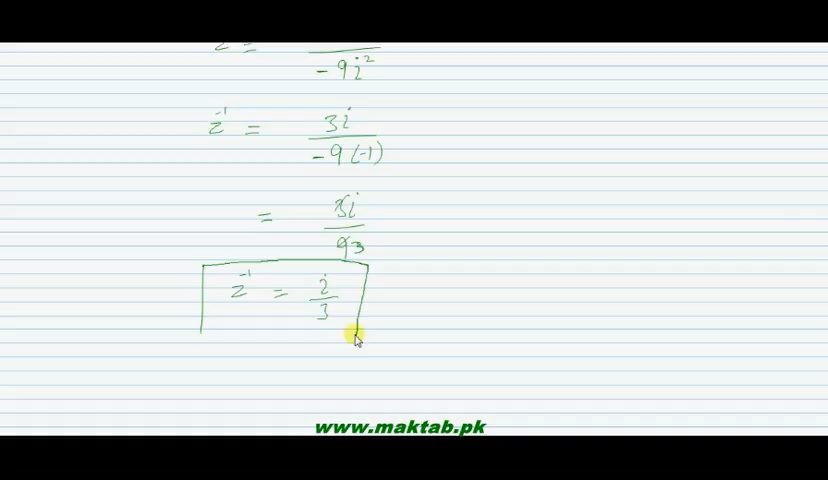 z =
-9i²
z⁻¹ = 3i / -9(-1)
= 3i / 93
z⁻¹ = i / 3
www.maktab.pk